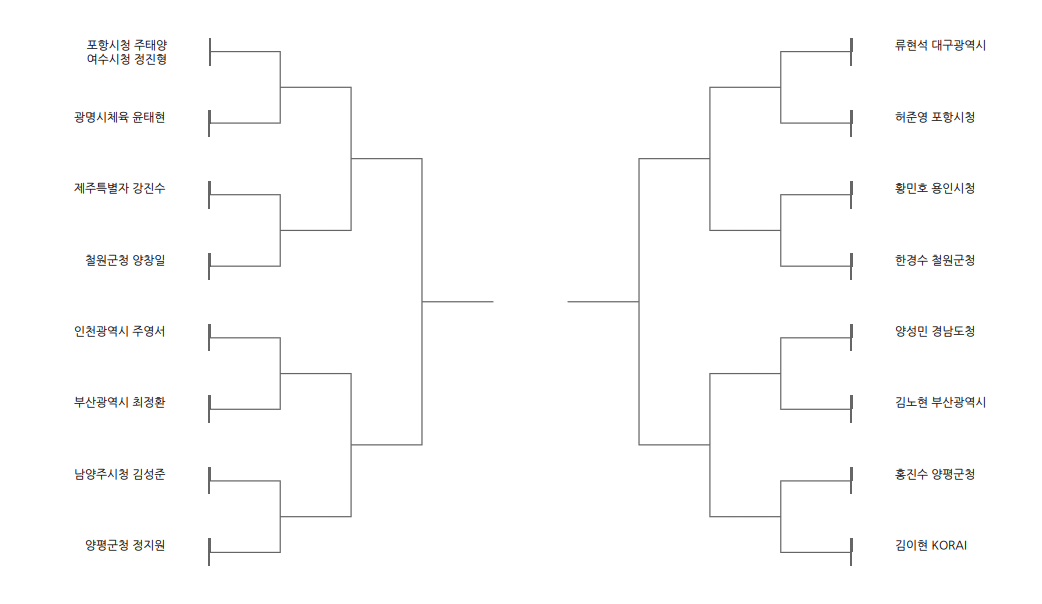 포항시청 주태양
여수시청 정진형
광명시체육 윤태현
제주특별자 강진수
철원군청 양창일
인천광역시 주영서
부산광역시 최정환
남양주시청 김성준
양평군청 정지원
류현석 대구광역시
허준영 포항시청
황민호 용인시청
한경수 철원군청
양성민 경남도청
김노현 부산광역시
홍진수 양평군청
김이현 KORAI